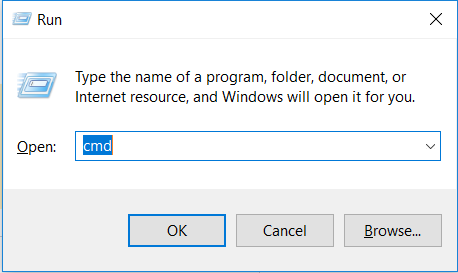 Run
Type the name of a program, folder, document, or
Internet resource, and Windows will open it for you.
Open: cmd
OK Cancel Browse...